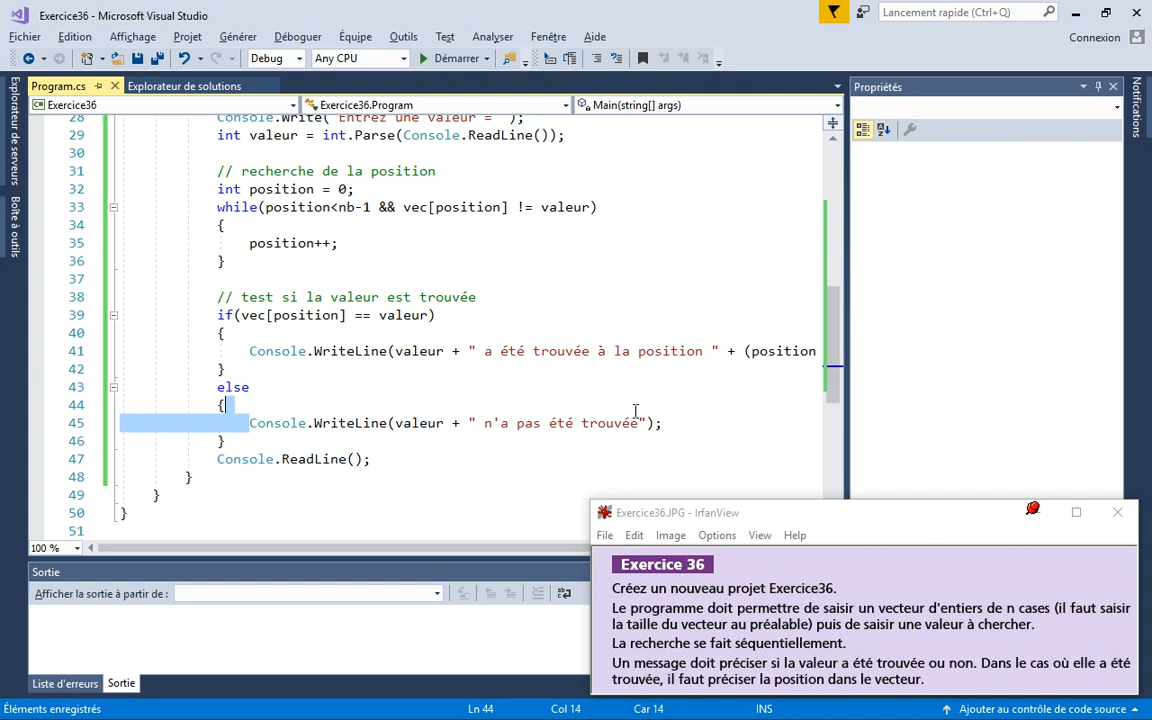 Exercice36 - Microsoft Visual Studio
Lancement rapide (Ctrl+Q)
Fichier Edition Affichage Projet Générer Déboguer Équipe Outils Test Analyser Fenêtre Aide
Connexion
Debug Any CPU Démarrer
Program.cs Explorateur de solutions
Propriétés
Exercice36 Exercice36.Program Main(string[] args)
Explorateur de serveurs
Boîte à outils
Notifications
28 Console.Write("Entrez une valeur = ");
29 int valeur = int.Parse(Console.ReadLine());
30
31 // recherche de la position
32 int position = 0;
33 while(position<nb-1 && vec[position] != valeur)
34 {
35 position++;
36 }
37
38 // test si la valeur est trouvée
39 if(vec[position] == valeur)
40 {
41 Console.WriteLine(valeur + " a été trouvée à la position " + (position
42 }
43 else
44 {
45 Console.WriteLine(valeur + " n'a pas été trouvée");
46 }
47 Console.ReadLine();
48 }
49 }
50 }
51
100 %
Sortie
Afficher la sortie à partir de :
Liste d'erreurs Sortie
Éléments enregistrés Ln 44 Col 14 Car 14 INS Ajouter au contrôle de code source
Exercice36.JPG - IrfanView
File Edit Image Options View Help
Exercice 36
Créez un nouveau projet Exercice36.
Le programme doit permettre de saisir un vecteur d'entiers de n cases (il faut saisir
la taille du vecteur au préalable) puis de saisir une valeur à chercher.
La recherche se fait séquentiellement.
Un message doit préciser si la valeur a été trouvée ou non. Dans le cas où elle a été
trouvée, il faut préciser la position dans le vecteur.